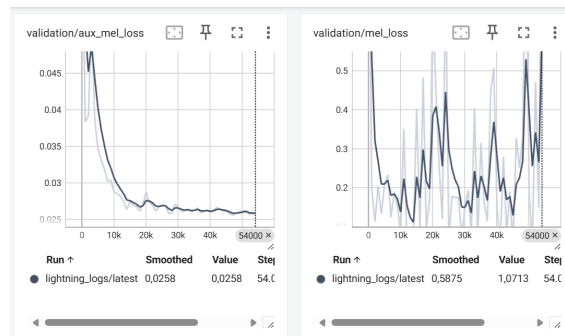 validation/aux_mel_loss
0.045
0.04
0.035
0.03
0.025
0 10k 20k 30k 40k 54000 ×
Run ↑ Smoothed Value Step
lightning_logs/latest 0,0258 0,0258 54.0
validation/mel_loss
0.5
0.4
0.3
0.2
0 10k 20k 30k 40k 54000 ×
Run ↑ Smoothed Value Step
lightning_logs/latest 0,5875 1,0713 54.0